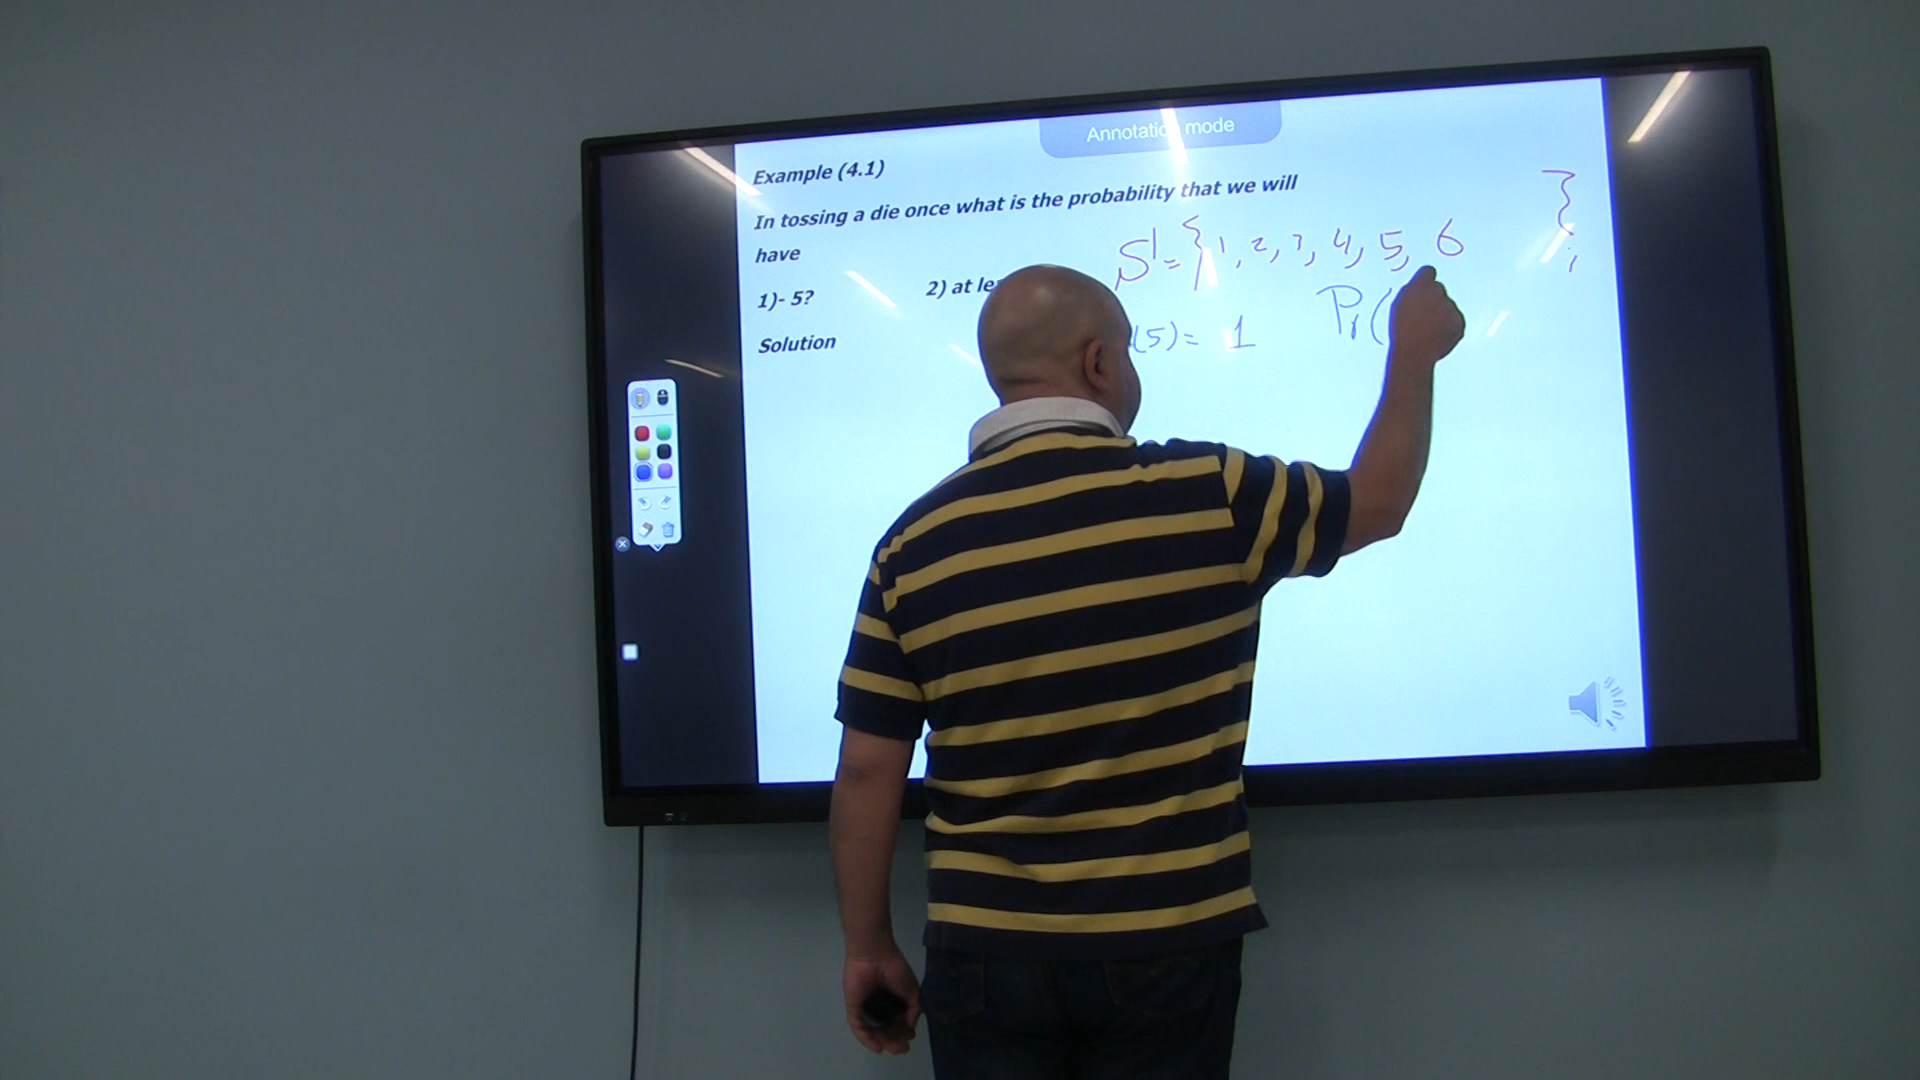 Annotation mode
Example (4.1)
In tossing a die once what is the probability that we will
have
S = { 1, 2, 3, 4, 5, 6 }
1)- 5? 2) at
(5) = 1 Pr(
Solution